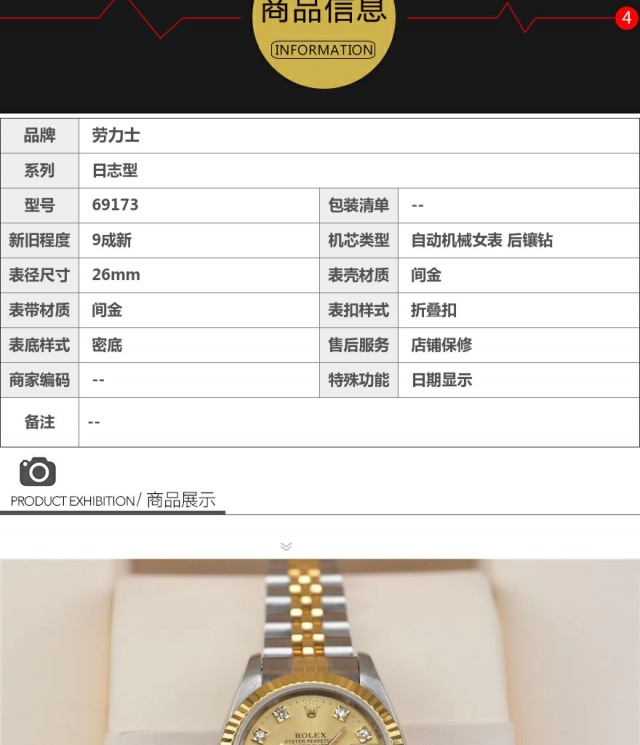 商品信息
INFORMATION
4
品牌 劳力士
系列 日志型
型号 69173 包装清单 --
新旧程度 9成新 机芯类型 自动机械女表 后镶钻
表径尺寸 26mm 表壳材质 间金
表带材质 间金 表扣样式 折叠扣
表底样式 密底 售后服务 店铺保修
商家编码 -- 特殊功能 日期显示
备注 --
PRODUCT EXHIBITION/ 商品展示
ROLEX
OYSTER PERPETU